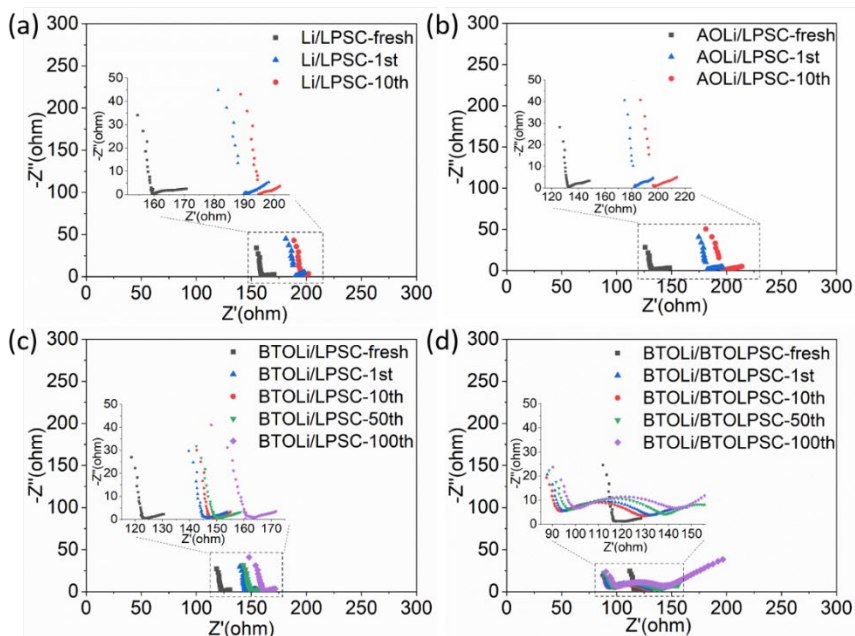 (a)
Li/LPSC-fresh
Li/LPSC-1st
Li/LPSC-10th
-Z''(ohm)
300
250
200
150
100
50
0
50
40
30
20
10
0
160 170 180 190 200
Z'(ohm)
0 50 100 150 200 250 300
Z'(ohm)
(b)
AOLi/LPSC-fresh
AOLi/LPSC-1st
AOLi/LPSC-10th
-Z''(ohm)
300
250
200
150
100
50
0
-Z''(ohm)
50
40
30
20
10
0
120 140 160 180 200 220
Z'(ohm)
0 50 100 150 200 250 300
Z'(ohm)
(c)
BTOLi/LPSC-fresh
BTOLi/LPSC-1st
BTOLi/LPSC-10th
BTOLi/LPSC-50th
BTOLi/LPSC-100th
-Z''(ohm)
300
250
200
150
100
50
0
-Z''(ohm)
50
40
30
20
10
0
120 130 140 150 160 170
Z'(ohm)
0 50 100 150 200 250 300
Z'(ohm)
(d)
BTOLi/BTOLPSC-fresh
BTOLi/BTOLPSC-1st
BTOLi/BTOLPSC-10th
BTOLi/BTOLPSC-50th
BTOLi/BTOLPSC-100th
-Z''(ohm)
300
250
200
150
100
50
0
-Z''(ohm)
50
40
30
20
10
0
90 100 110 120 130 140 150
Z'(ohm)
0 50 100 150 200 250 300
Z'(ohm)